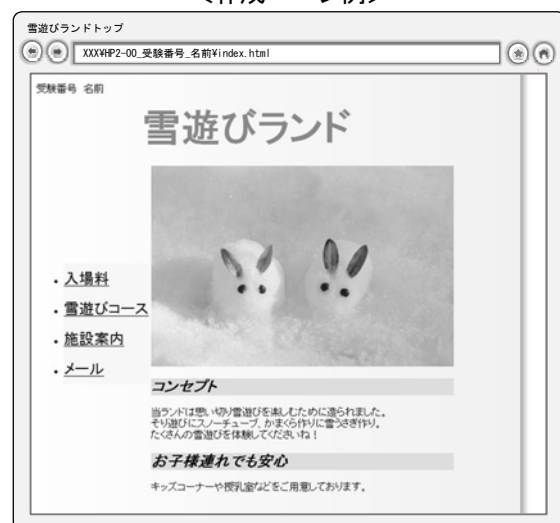 雪遊びランドトップ
XXX¥HP2-00_受験番号_名前¥index.html
受験番号 名前
雪遊びランド
・入場料
・雪遊びコース
・施設案内
・メール
コンセプト
当ランドは思い切り雪遊びを楽しむために造られました。
そり遊びにスノーチューブ、かまくら作りに雪うさぎ作り。
たくさんの雪遊びを体験してくださいね！
お子様連れでも安心
キッズコーナーや授乳室などをご用意しております。